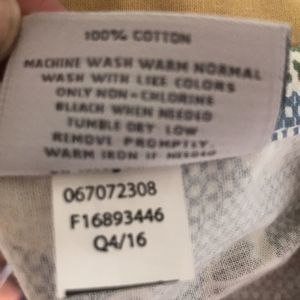 100% COTTON
MACHINE WASH WARM NORMAL
WASH WITH LIKE COLORS
ONLY NON-CHLORINE
BLEACH WHEN NEEDED
TUMBLE DRY LOW
REMOVE PROMPTLY.
WARM IRON IF NEEDED
067072308
F16893446
Q4/16